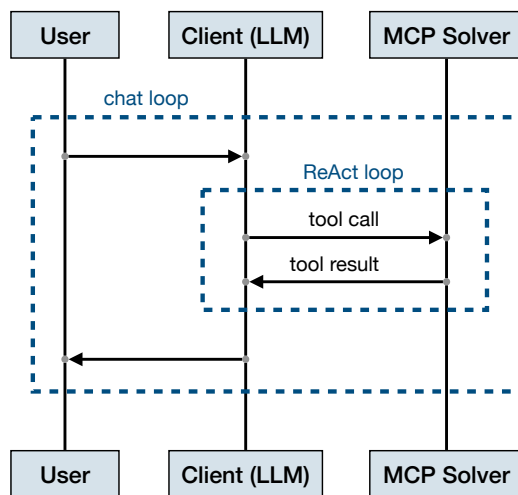 User
Client (LLM)
MCP Solver
chat loop
ReAct loop
tool call
tool result
User
Client (LLM)
MCP Solver